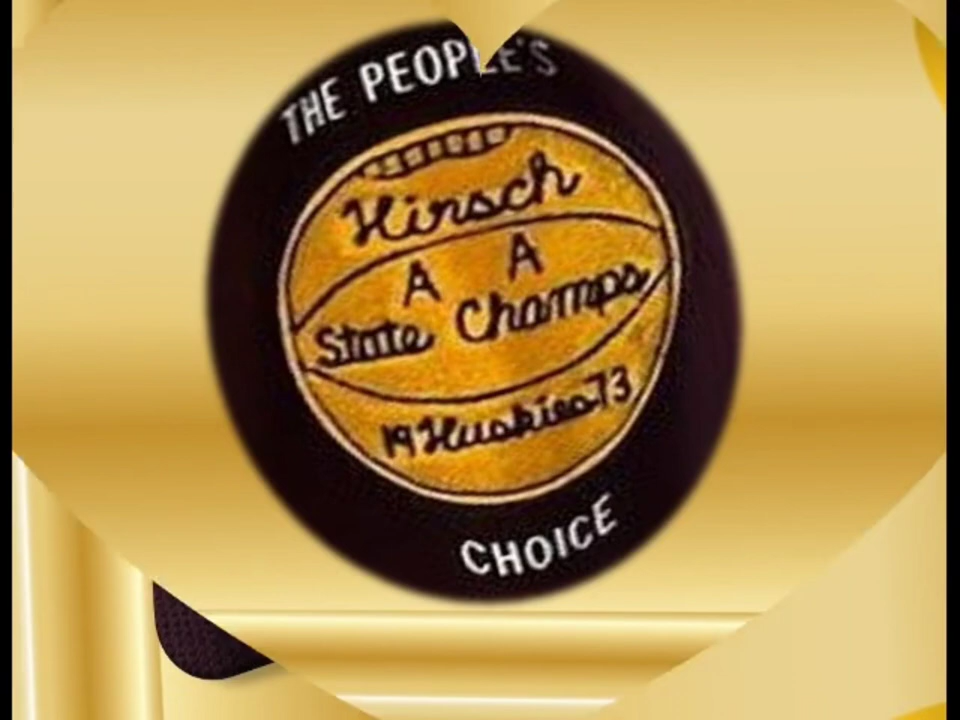 THE PEOPLE'S
Hirsch
A A
State Champs
19 Huskies 73
CHOICE